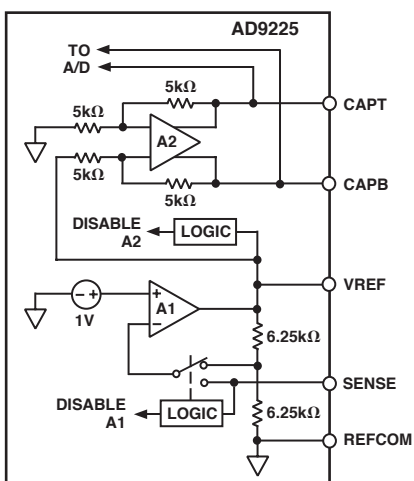 AD9225
TO
A/D
5kΩ
CAPT
5kΩ
A2
5kΩ
5kΩ
CAPB
DISABLE
A2
LOGIC
VREF
– +
1V
+
A1
–
6.25kΩ
SENSE
DISABLE
A1
LOGIC
6.25kΩ
REFCOM